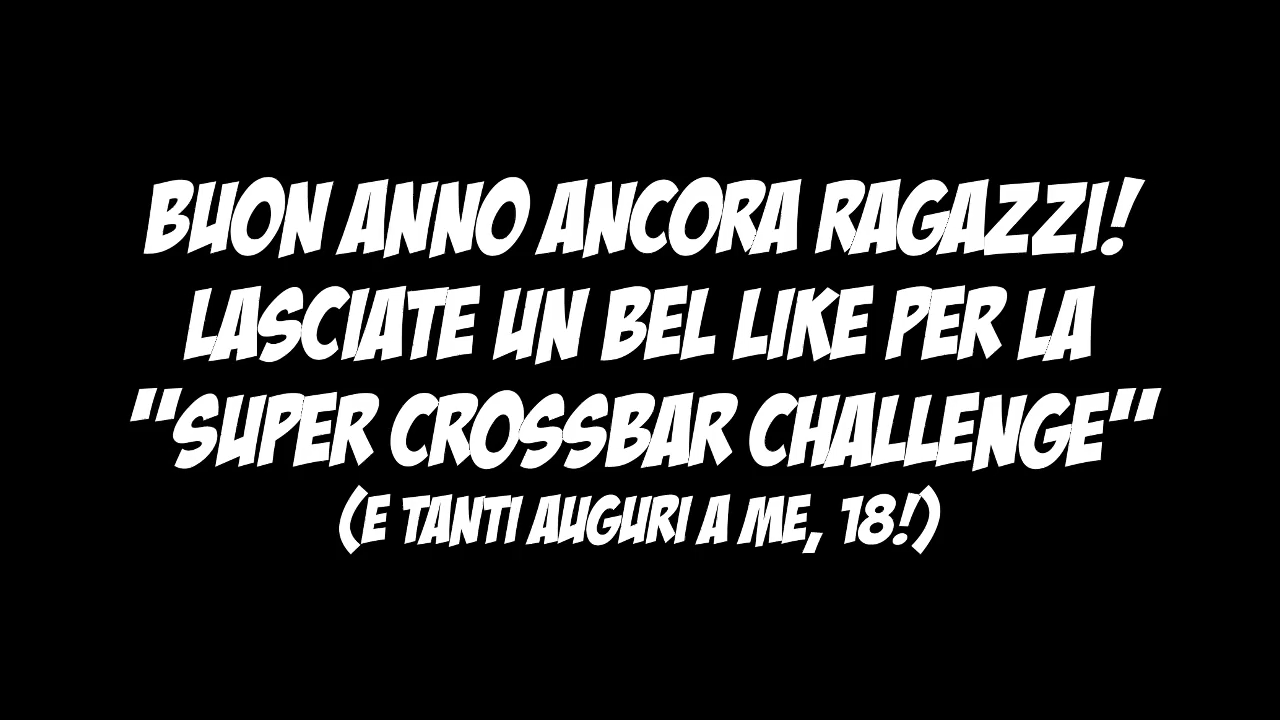 BUON ANNO ANCORA RAGAZZI!
LASCIATE UN BEL LIKE PER LA
"SUPER CROSSBAR CHALLENGE"
(E TANTI AUGURI A ME, 18!)